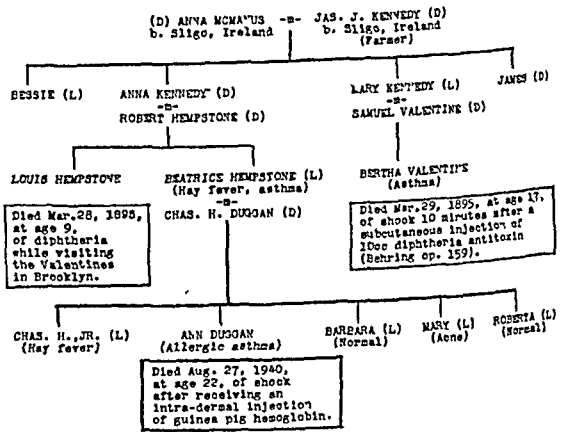 (D) ANNA MCMANUS -m- JAS. J. KENNEDY (D)
b. Sligo, Ireland b. Sligo, Ireland
(Farmer)
BESSIE (L) ANNA KENNEDY (D) MARY KENNEDY (L) JAMES (D)
-m- -m-
ROBERT HEMPSTONE (D) SAMUEL VALENTINE (D)
LOUIS HEMPSTONE BEATRICE HEMPSTONE (L) BERTHA VALENTINE
(Hay fever, asthma) (Asthma)
-m-
CHAS. H. DUGGAN (D)
Died Mar.28, 1895,
at age 9,
of diphtheria
while visiting
the Valentines
in Brooklyn.
Died Mar.29, 1895, at age 17,
of shock 10 minutes after a
subcutaneous injection of
10cc diphtheria antitoxin
(Behring op. 159).
CHAS. H.,JR. (L) ANN DUGGAN BARBARA (L) MARY (L) ROBERTA (L)
(Hay fever) (Allergic asthma) (Normal) (Acne) (Normal)
Died Aug. 27, 1940,
at age 22, of shock
after receiving an
intra-dermal injection
of guinea pig hemoglobin.